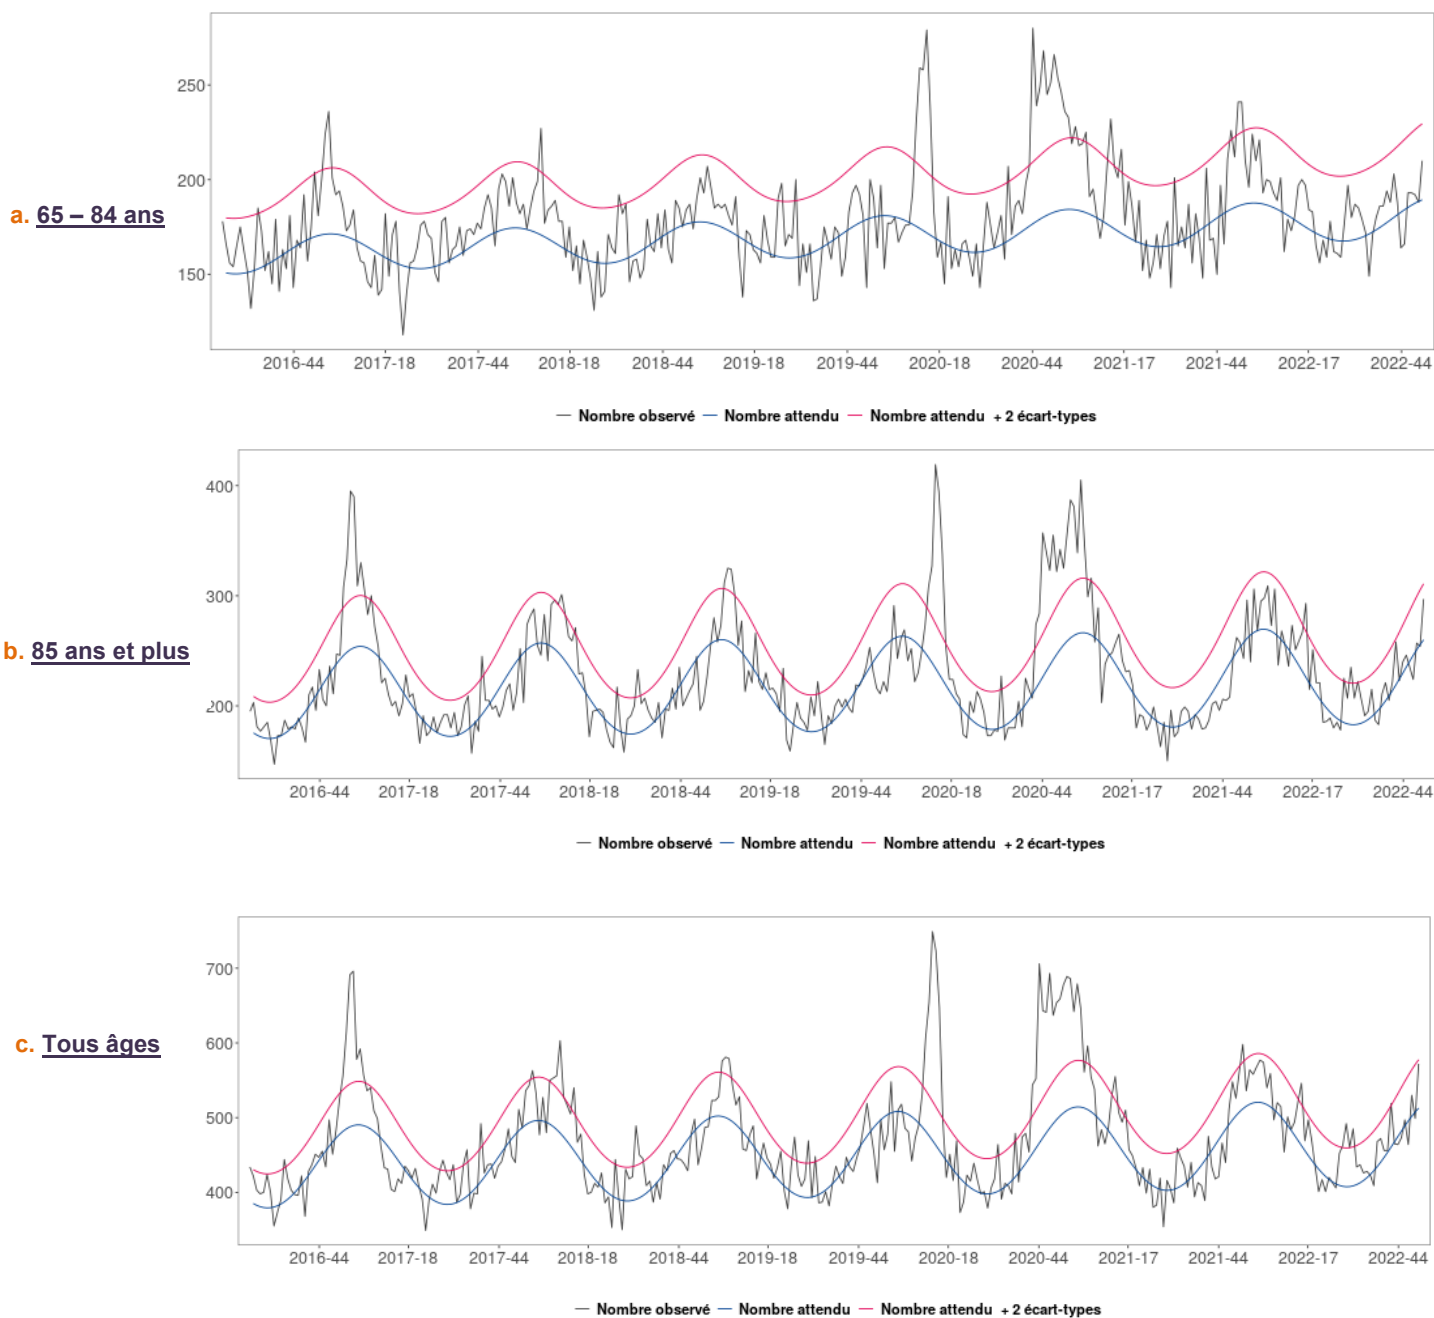 250
200
150
a. 65 – 84 ans
2016-44 2017-18 2017-44 2018-18 2018-44 2019-18 2019-44 2020-18 2020-44 2021-17 2021-44 2022-17 2022-44
Nombre observé Nombre attendu Nombre attendu + 2 écart-types
400
300
200
b. 85 ans et plus
2016-44 2017-18 2017-44 2018-18 2018-44 2019-18 2019-44 2020-18 2020-44 2021-17 2021-44 2022-17 2022-44
Nombre observé Nombre attendu Nombre attendu + 2 écart-types
700
600
500
400
c. Tous âges
2016-44 2017-18 2017-44 2018-18 2018-44 2019-18 2019-44 2020-18 2020-44 2021-17 2021-44 2022-17 2022-44
Nombre observé Nombre attendu Nombre attendu + 2 écart-types